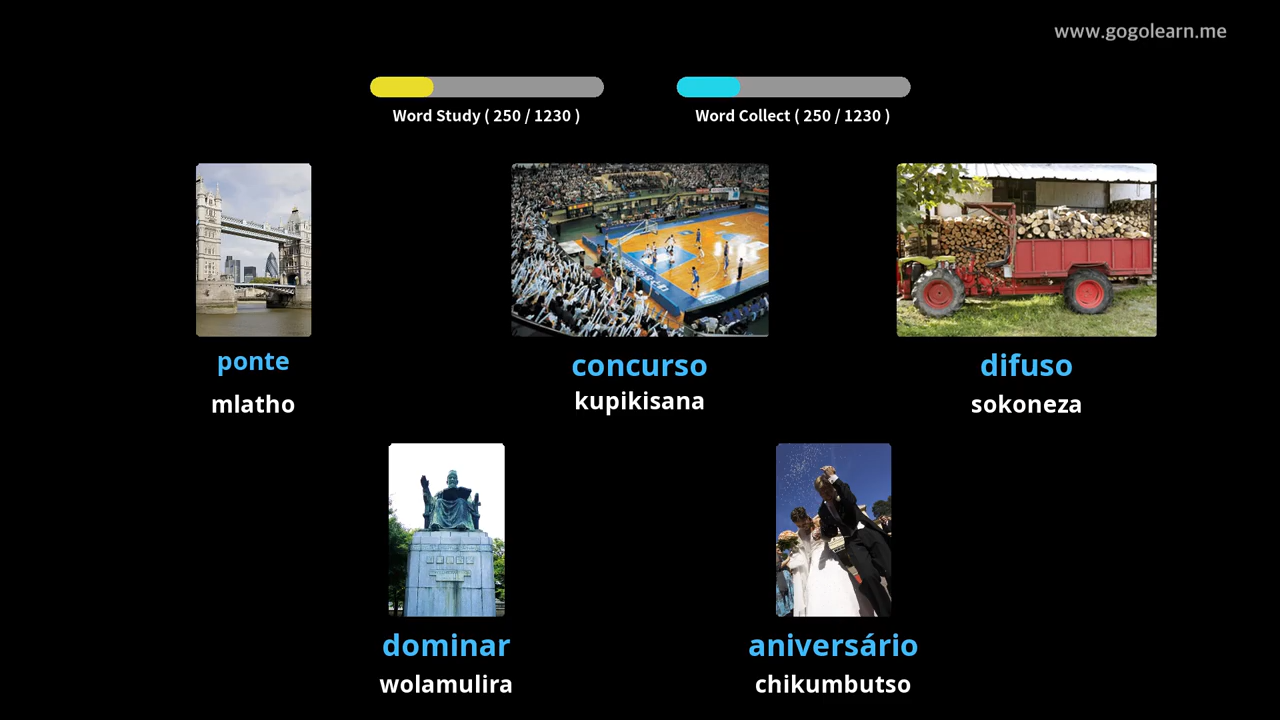 www.gogolearn.me
Word Study ( 250 / 1230 )
Word Collect ( 250 / 1230 )
ponte
mlatho
concurso
kupikisana
difuso
sokoneza
dominar
wolamulira
aniversário
chikumbutso